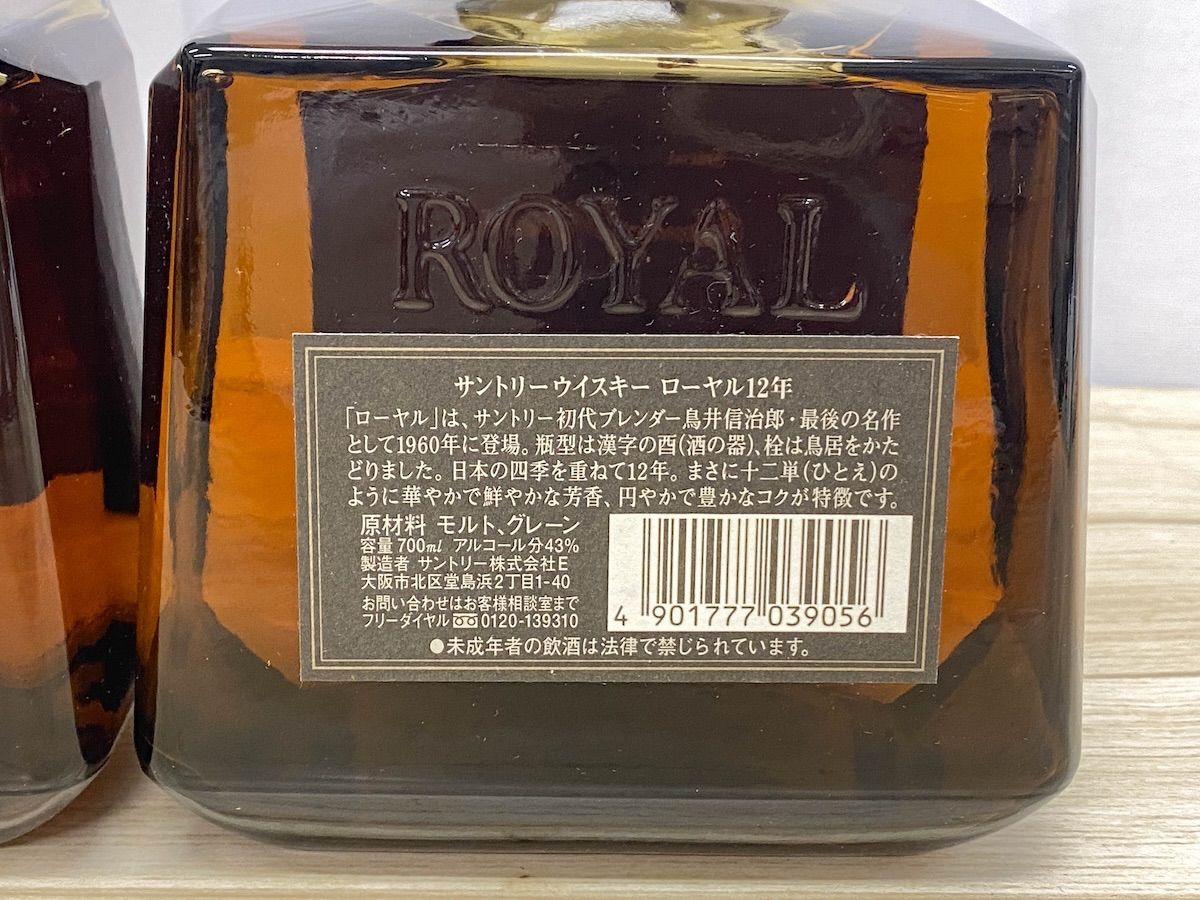 ROYAL
サントリーウイスキー ローヤル12年
「ローヤル」は、サントリー初代ブレンダー鳥井信治郎・最後の名作
として1960年に登場。瓶型は漢字の酉(酒の器)、栓は鳥居をかた
どりました。日本の四季を重ねて12年。まさに十二単(ひとえ)の
ように華やかで鮮やかな芳香、円やかで豊かなコクが特徴です。
原材料 モルト、グレーン
容量700ml アルコール分43%
製造者 サントリー株式会社E
大阪市北区堂島浜2丁目1-40
お問い合わせはお客様相談室まで
フリーダイヤル 0120-139310
4 901777 039056
●未成年者の飲酒は法律で禁じられています。